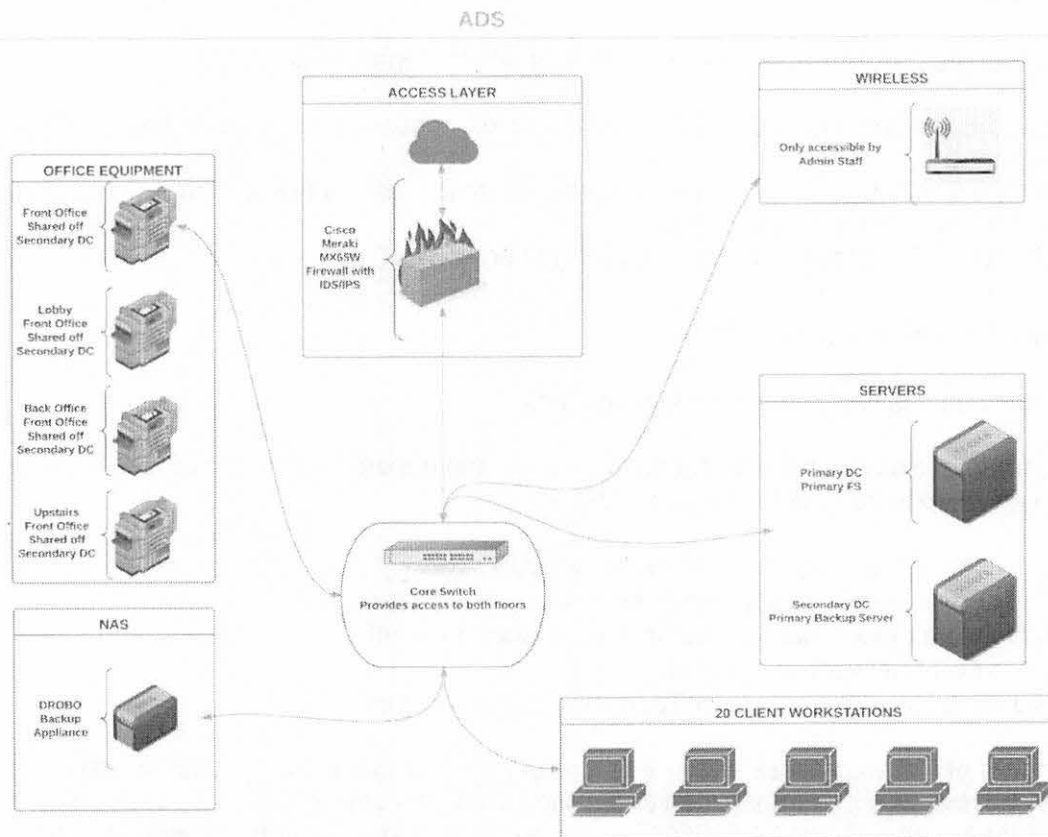 ADS
ACCESS LAYER
Cisco
Meraki
MX65W
Firewall with
IDS/IPS
WIRELESS
Only accessible by
Admin Staff
OFFICE EQUIPMENT
Front Office
Shared off
Secondary DC
Lobby
Front Office
Shared off
Secondary DC
Back Office
Front Office
Shared off
Secondary DC
Upstairs
Front Office
Shared off
Secondary DC
SERVERS
Primary DC
Primary FS
Secondary DC
Primary Backup Server
Core Switch
Provides access to both floors
NAS
DROBO
Backup
Appliance
20 CLIENT WORKSTATIONS